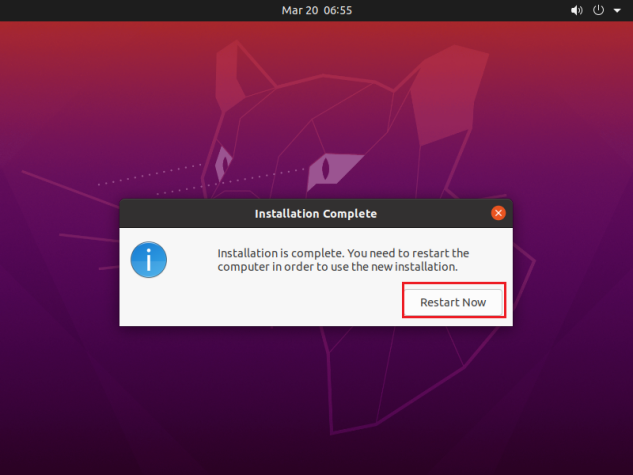 Mar 20 06:55
Installation Complete
Installation is complete. You need to restart the
computer in order to use the new installation.
Restart Now